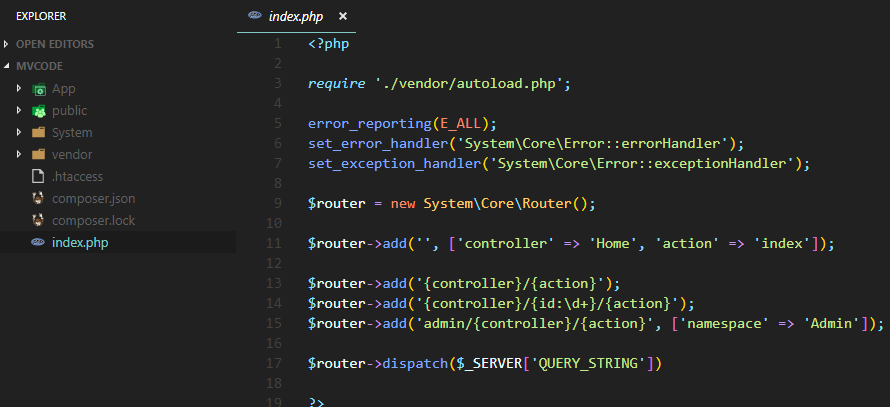 EXPLORER
OPEN EDITORS
MVCODE
App
public
System
vendor
.htaccess
composer.json
composer.lock
index.php
index.php ×
1 <?php
2
3 require './vendor/autoload.php';
4
5 error_reporting(E_ALL);
6 set_error_handler('System\Core\Error::errorHandler');
7 set_exception_handler('System\Core\Error::exceptionHandler');
8
9 $router = new System\Core\Router();
10
11 $router->add('', ['controller' => 'Home', 'action' => 'index']);
12
13 $router->add('{controller}/{action}');
14 $router->add('{controller}/{id:\d+}/{action}');
15 $router->add('admin/{controller}/{action}', ['namespace' => 'Admin']);
16
17 $router->dispatch($_SERVER['QUERY_STRING'])
18
19 ?>